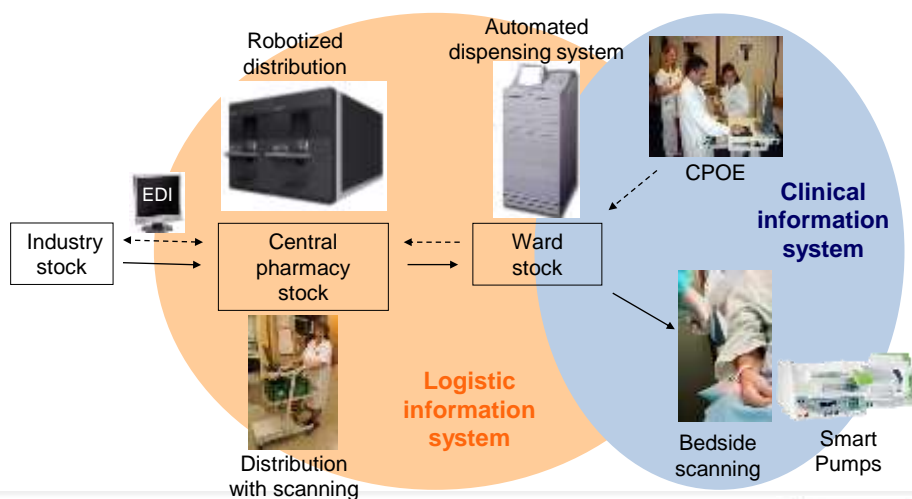 Robotized
distribution
Automated
dispensing system
EDI
CPOE
Clinical
information
system
Industry
stock
Central
pharmacy
stock
Ward
stock
Logistic
information
system
Distribution
with scanning
Bedside
scanning
Smart
Pumps